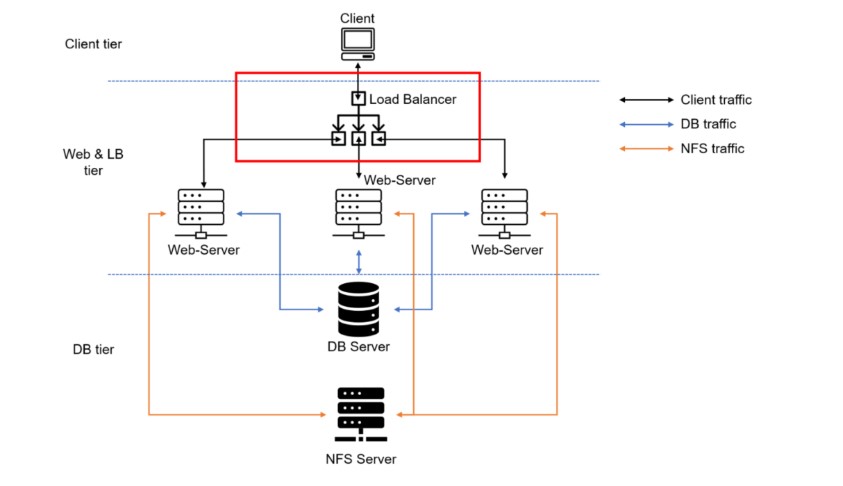 Client
Client tier
Load Balancer
Client traffic
DB traffic
NFS traffic
Web & LB
tier
Web-Server
Web-Server
Web-Server
DB Server
DB tier
NFS Server